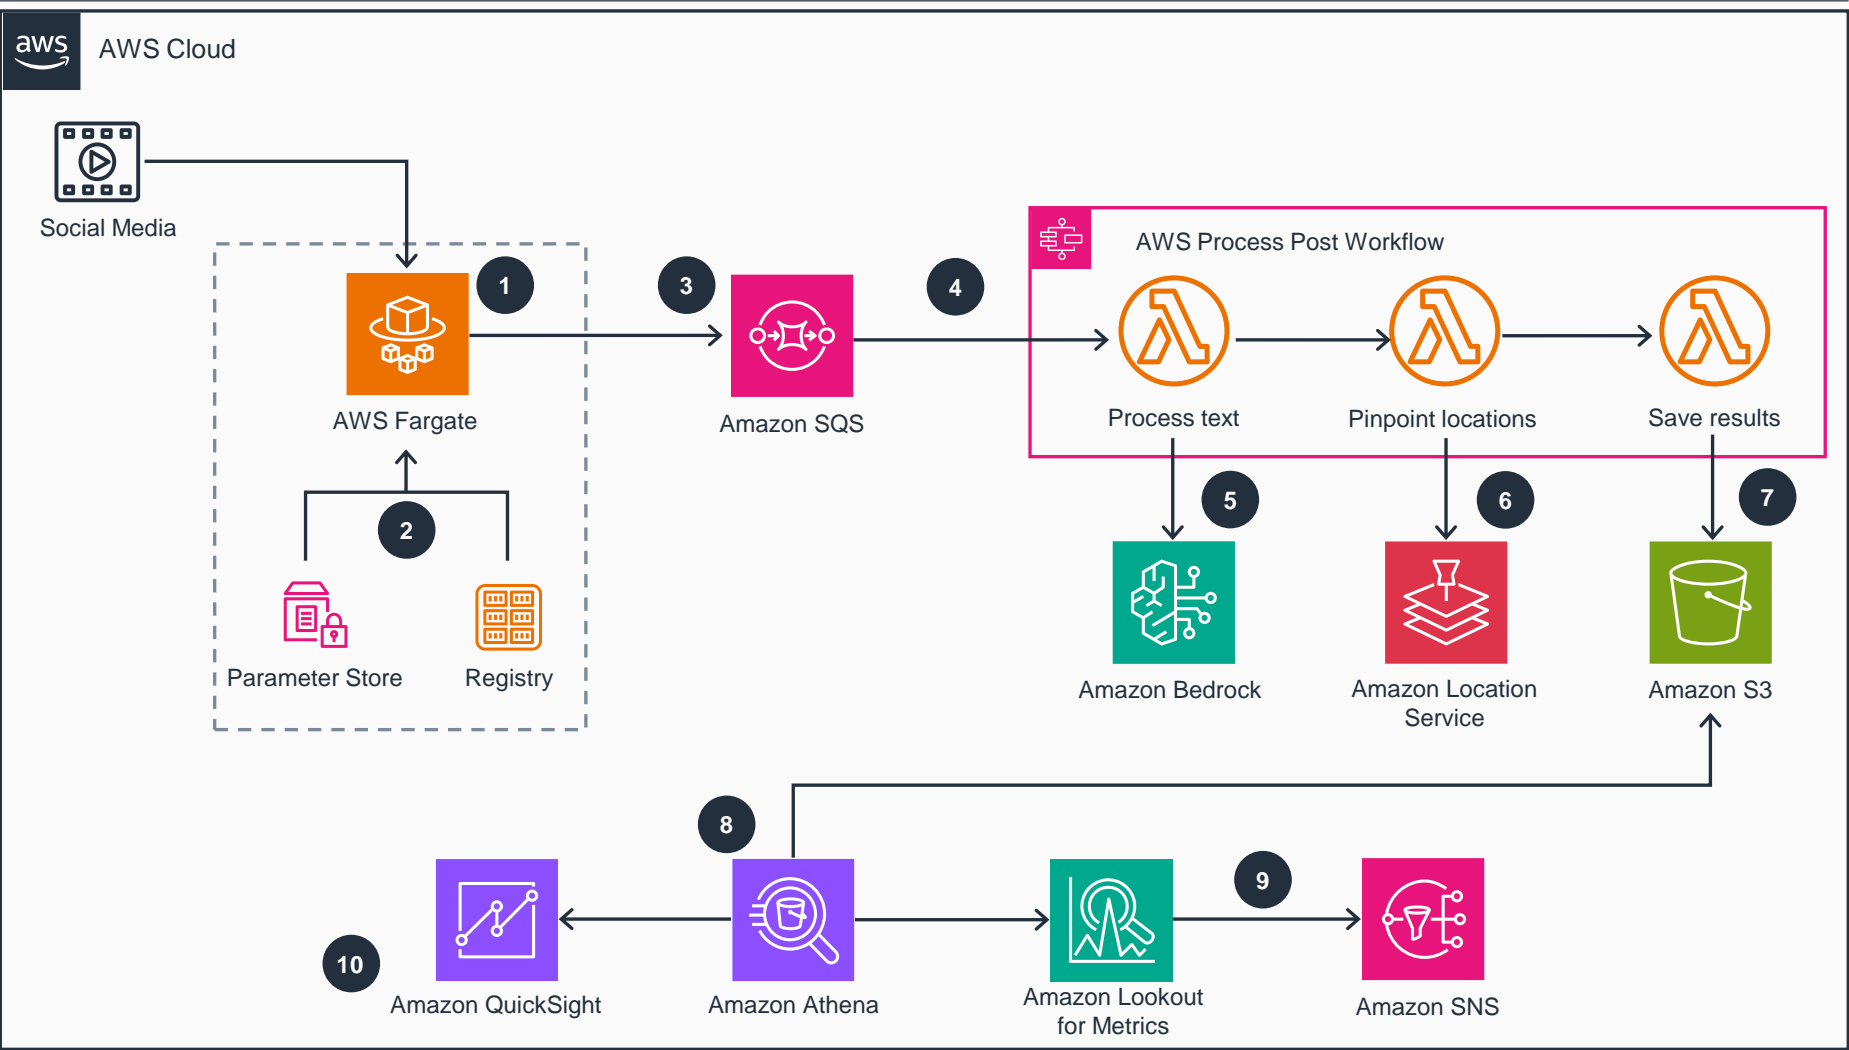 aws
AWS Cloud
Social Media
AWS Process Post Workflow
1
3
4
AWS Fargate
Amazon SQS
Process text
Pinpoint locations
Save results
2
5
6
7
Parameter Store
Registry
Amazon Bedrock
Amazon Location
Service
Amazon S3
8
9
10
Amazon QuickSight
Amazon Athena
Amazon Lookout
for Metrics
Amazon SNS